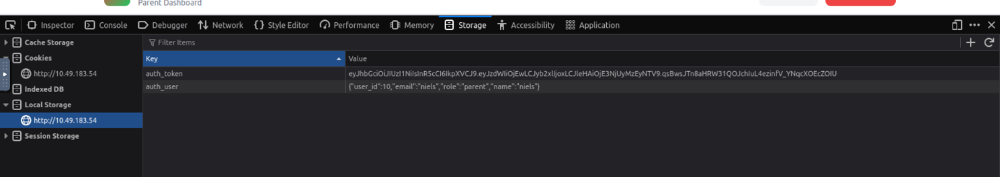 Parent Dashboard
Inspector Console Debugger Network {} Style Editor Performance Memory Storage Accessibility Application
Cache Storage
Filter Items
Cookies
Key Value
http://10.49.183.54
auth_token eyJhbGciOiJIUzI1NiIsInR5cCI6IkpXVCJ9.eyJzdWIiOjEwLCJyb2xlIjoxLCJleHAiOjE3NjUyMzEyNTV9.qsBwsJTn8aHRW31QOJchIuL4ezinfV_YNqcXOEcZOIU
Indexed DB
auth_user {"user_id":10,"email":"niels","role":"parent","name":"niels"}
Local Storage
http://10.49.183.54
Session Storage